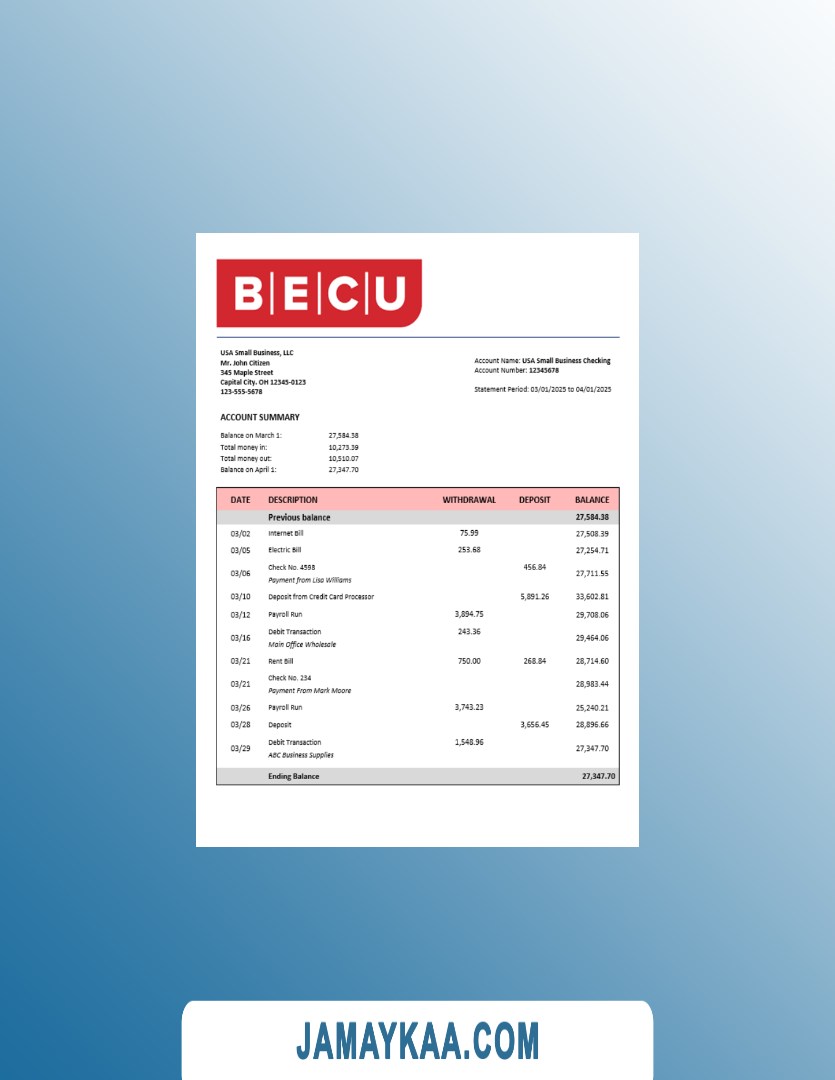 B|E|C|U
USA Small Business, LLC
Mr. John Citizen
345 Maple Street
Capital City. OH 12345-0123
123-555-5678
Account Name: USA Small Business Checking
Account Number: 12345678
Statement Period: 03/01/2025 to 04/01/2025
ACCOUNT SUMMARY
Balance on March 1: 27,584.38
Total money in: 10,273.39
Total money out: 10,510.07
Balance on April 1: 27,347.70
DATE DESCRIPTION WITHDRAWAL DEPOSIT BALANCE
Previous balance 27,584.38
03/02 Internet Bill 75.99 27,508.39
03/05 Electric Bill 253.68 27,254.71
03/06 Check No. 4598 456.84 27,711.55
Payment from Lisa Williams
03/10 Deposit from Credit Card Processor 5,891.26 33,602.81
03/12 Payroll Run 3,894.75 29,708.06
03/16 Debit Transaction 243.36 29,464.06
Main Office Wholesale
03/21 Rent Bill 750.00 268.84 28,714.60
03/21 Check No. 234 28,983.44
Payment From Mark Moore
03/26 Payroll Run 3,743.23 25,240.21
03/28 Deposit 3,656.45 28,896.66
03/29 Debit Transaction 1,548.96 27,347.70
ABC Business Supplies
Ending Balance 27,347.70
JAMAYKAA.COM